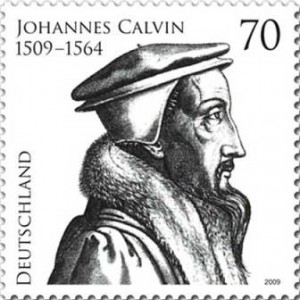 JOHANNES CALVIN
1509–1564
70
DEUTSCHLAND
2009